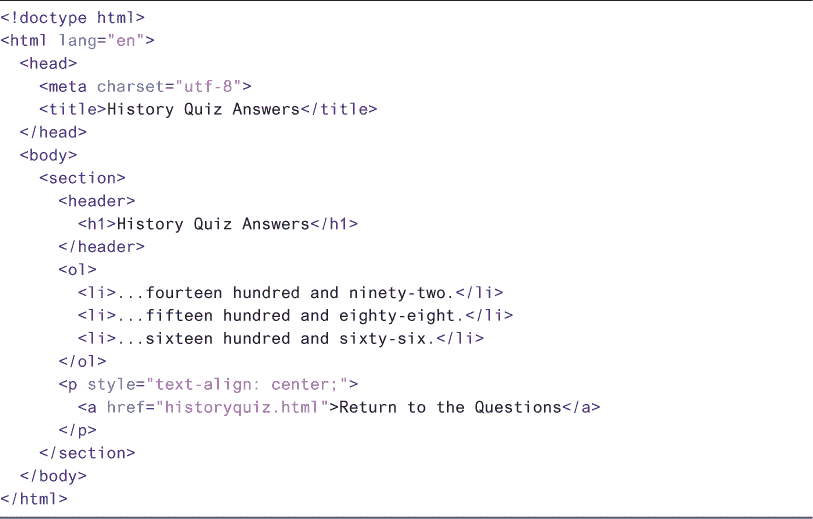 <!doctype html>
<html lang="en">
  <head>
    <meta charset="utf-8">
    <title>History Quiz Answers</title>
  </head>
  <body>
    <section>
      <header>
        <h1>History Quiz Answers</h1>
      </header>
      <ol>
        <li>...fourteen hundred and ninety-two.</li>
        <li>...fifteen hundred and eighty-eight.</li>
        <li>...sixteen hundred and sixty-six.</li>
      </ol>
      <p style="text-align: center;">
        <a href="historyquiz.html">Return to the Questions</a>
      </p>
    </section>
  </body>
</html>